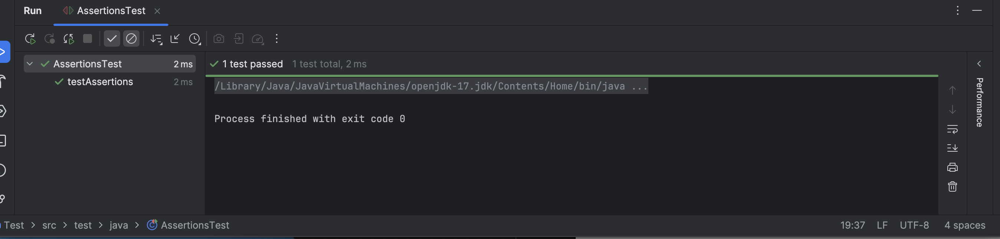 Run AssertionsTest
AssertionsTest 2 ms
testAssertions 2 ms
1 test passed 1 test total, 2 ms
/Library/Java/JavaVirtualMachines/openjdk-17.jdk/Contents/Home/bin/java ...
Process finished with exit code 0
Performance
Test > src > test > java > AssertionsTest
19:37 LF UTF-8 4 spaces